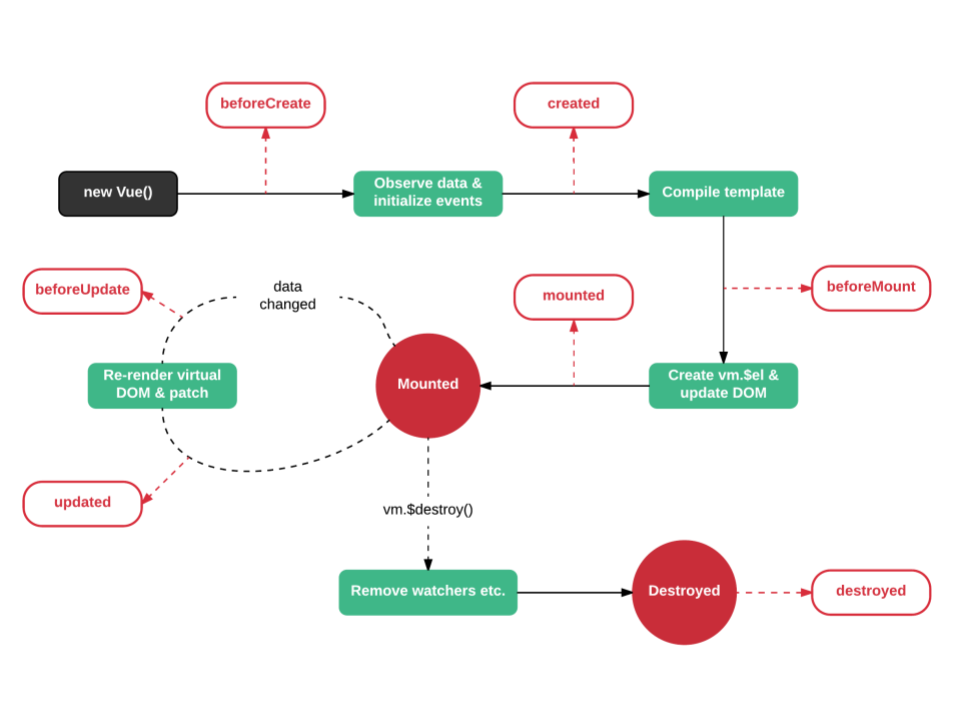 beforeCreate
created
new Vue()
Observe data &
initialize events
Compile template
beforeUpdate
data
changed
mounted
beforeMount
Re-render virtual
DOM & patch
Mounted
Create vm.$el &
update DOM
updated
vm.$destroy()
Remove watchers etc.
Destroyed
destroyed